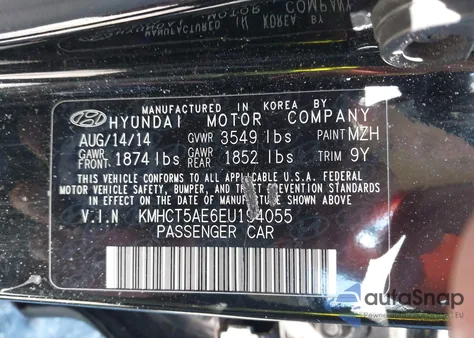 MANUFACTURED IN KOREA BY
HYUNDAI MOTOR COMPANY
AUG/14/14 GVWR 3549 lbs PAINT MZH
GAWR FRONT 1874 lbs GAWR REAR 1852 lbs TRIM 9Y
THIS VEHICLE CONFORMS TO ALL APPLICABLE U.S.A. FEDERAL
MOTOR VEHICLE SAFETY, BUMPER, AND THEFT PREVENTION STANDARDS
IN EFFECT ON THE DATE OF MANUFACTURE SHOWN ABOVE.
V.I.N KMHCT5AE6EU194055
PASSENGER CAR
autoSnap